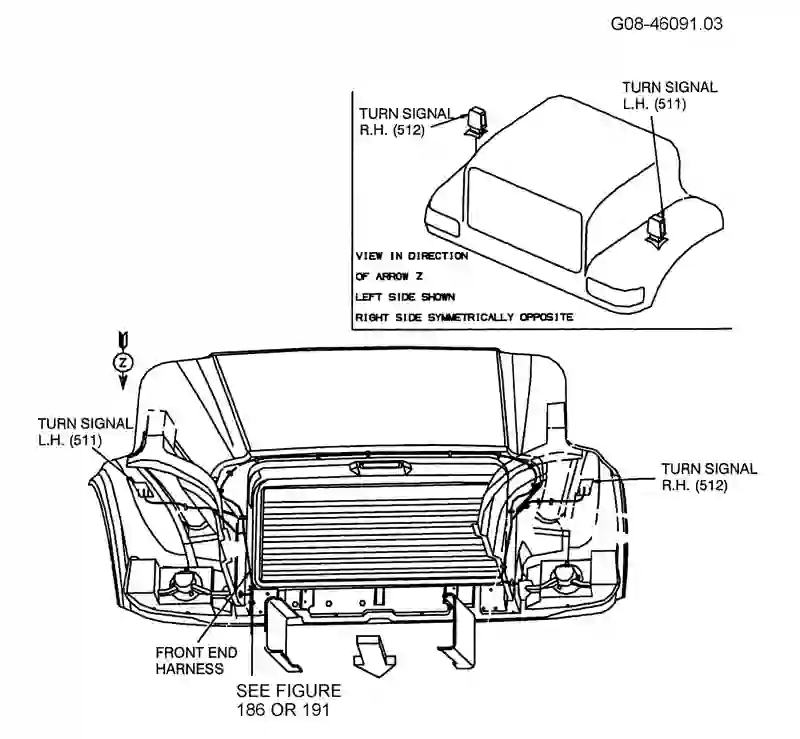 G08-46091.03
TURN SIGNAL
L.H. (511)
TURN SIGNAL
R.H. (512)
VIEW IN DIRECTION
OF ARROW Z
LEFT SIDE SHOWN
RIGHT SIDE SYMMETRICALLY OPPOSITE
Z
TURN SIGNAL
L.H. (511)
TURN SIGNAL
R.H. (512)
FRONT END
HARNESS
SEE FIGURE
186 OR 191